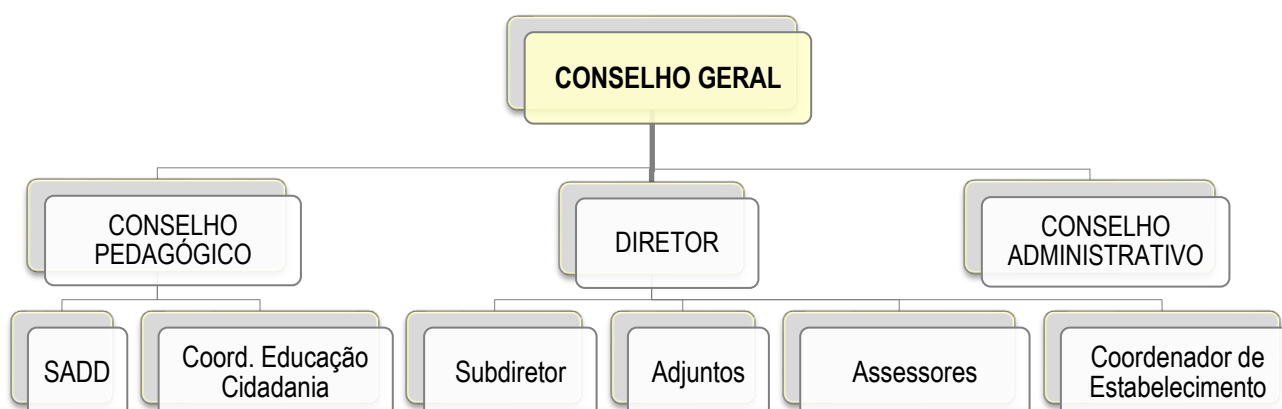 CONSELHO GERAL
CONSELHO
PEDAGÓGICO
DIRETOR
CONSELHO
ADMINISTRATIVO
SADD
Coord. Educação
Cidadania
Subdiretor
Adjuntos
Assessores
Coordenador de
Estabelecimento